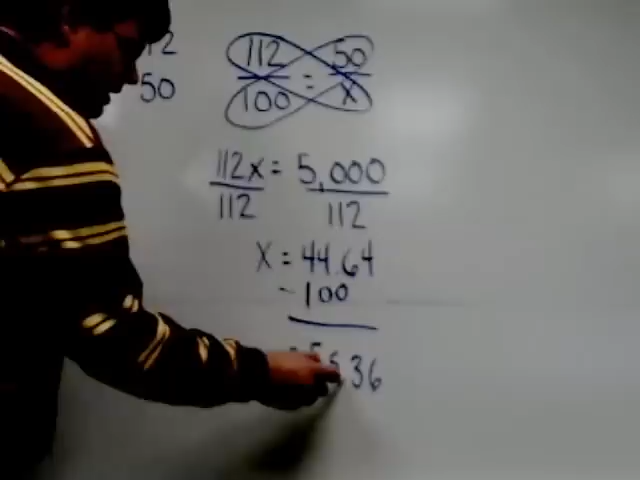 12
50
112 = 50
100 X
112x = 5,000
112 112
X = 44.64
- 100
36